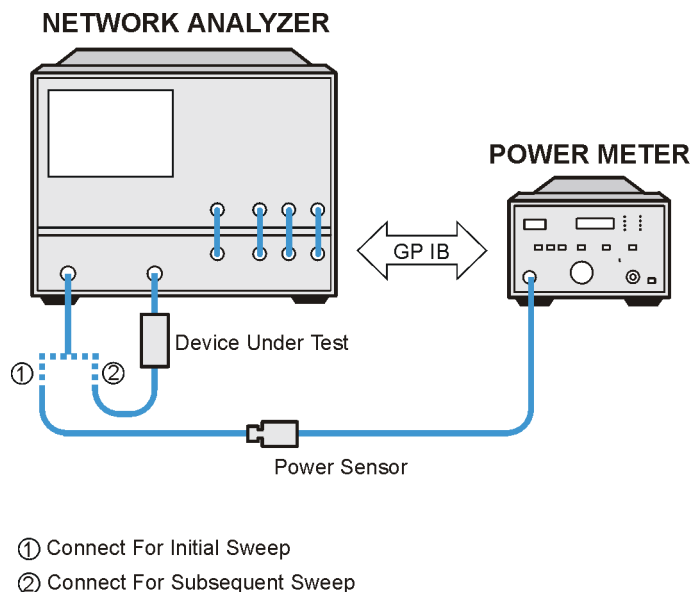 NETWORK ANALYZER
POWER METER
GP IB
Device Under Test
① ②
Power Sensor
① Connect For Initial Sweep
② Connect For Subsequent Sweep